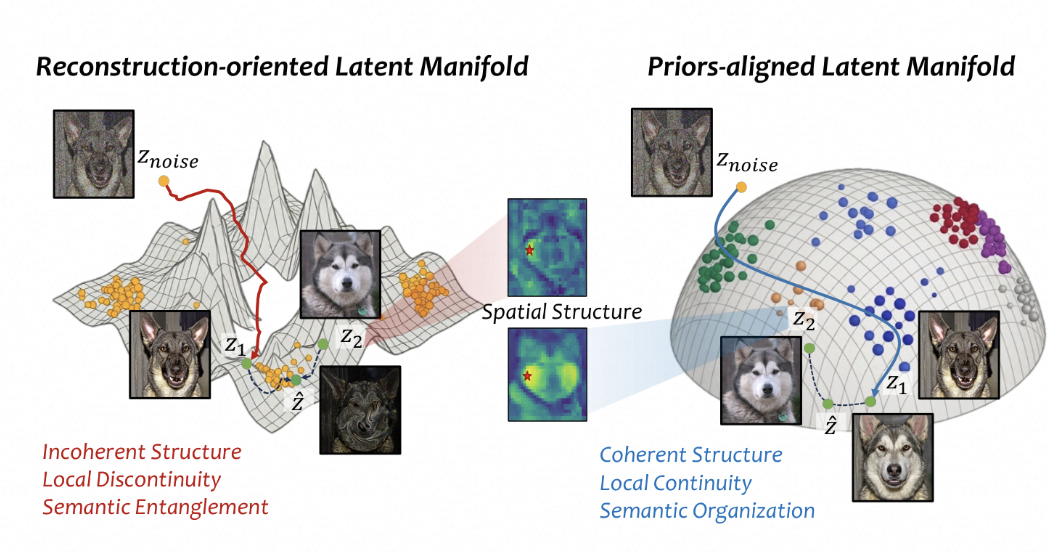 Reconstruction-oriented Latent Manifold
Priors-aligned Latent Manifold
z_noise
z_noise
Spatial Structure
z_1
z_2
ẑ
z_2
z_1
ẑ
Incoherent Structure
Local Discontinuity
Semantic Entanglement
Coherent Structure
Local Continuity
Semantic Organization